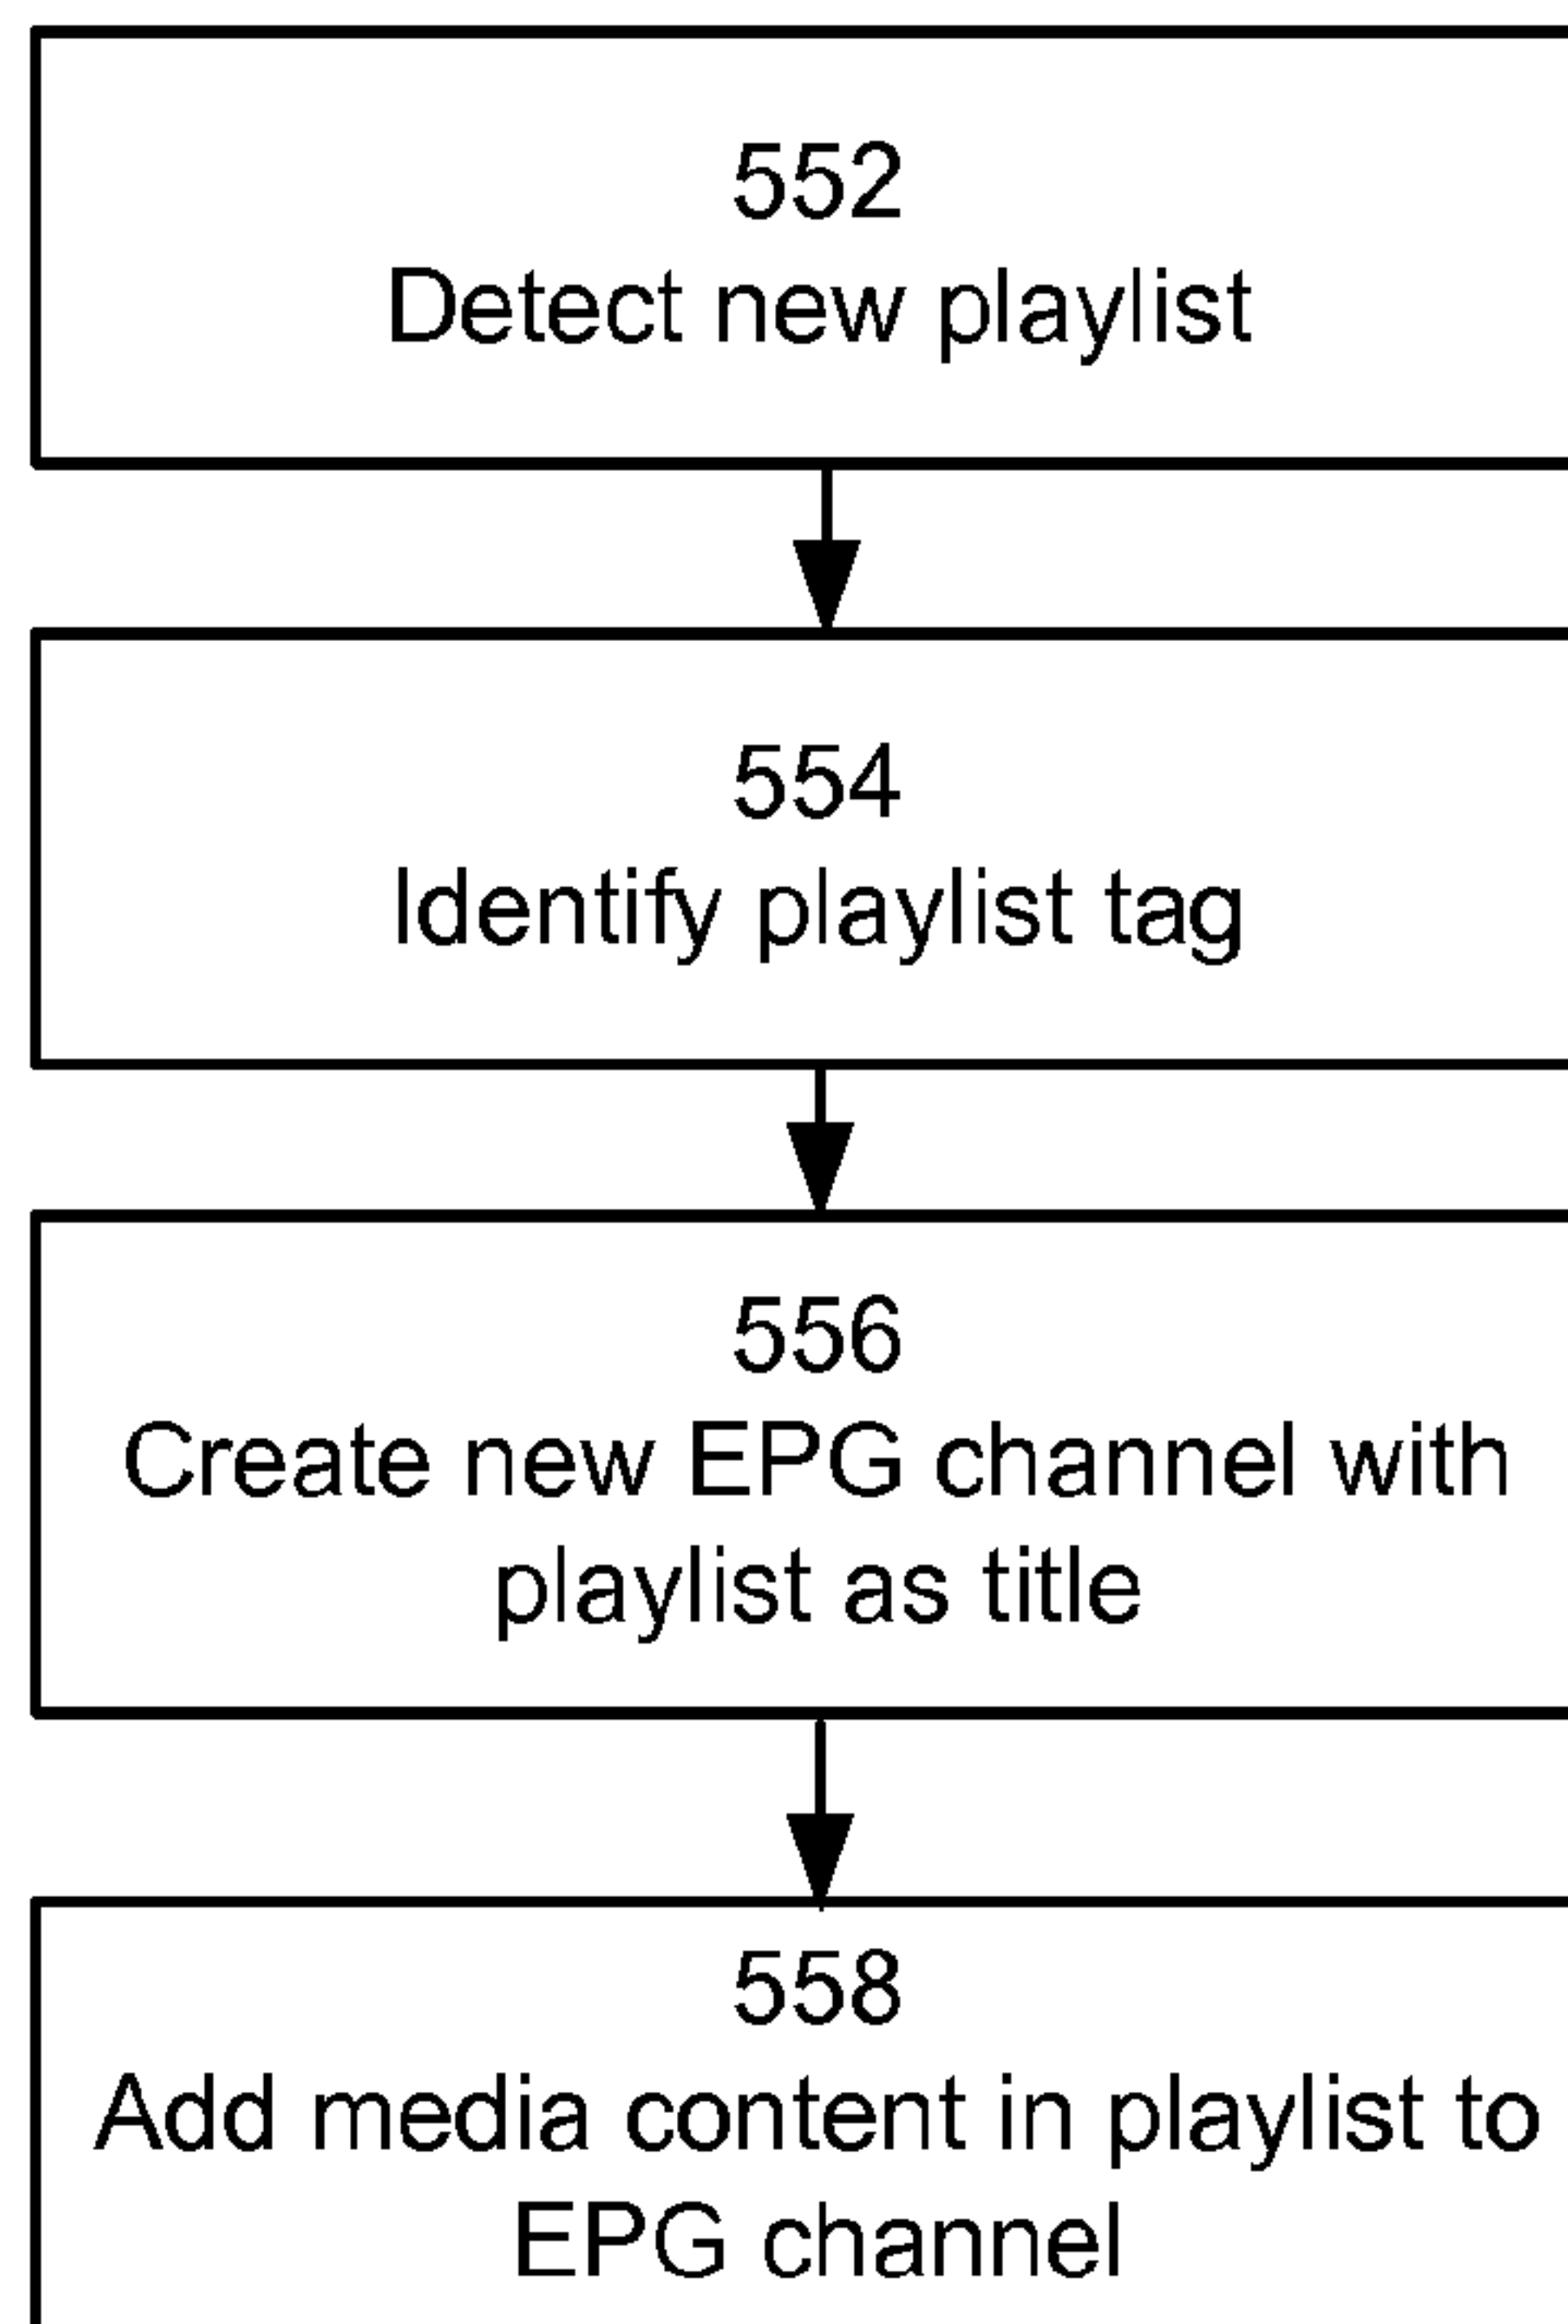 552
Detect new playlist
554
Identify playlist tag
556
Create new EPG channel with
playlist as title
558
Add media content in playlist to
EPG channel